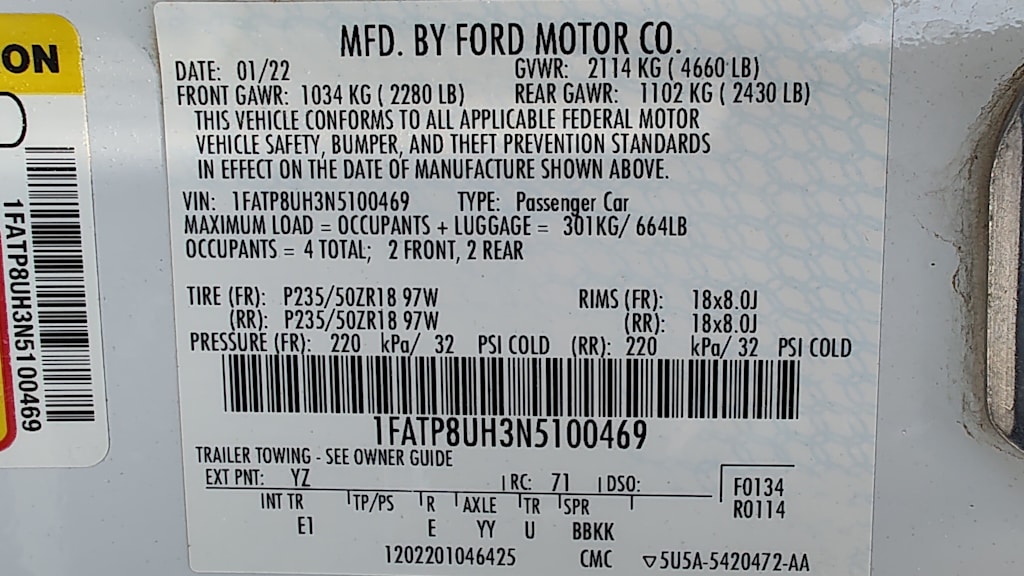 ON
1FATP8UH3N5100469
MFD. BY FORD MOTOR CO.
DATE: 01/22 GVWR: 2114 KG ( 4660 LB)
FRONT GAWR: 1034 KG ( 2280 LB) REAR GAWR: 1102 KG ( 2430 LB)
THIS VEHICLE CONFORMS TO ALL APPLICABLE FEDERAL MOTOR
VEHICLE SAFETY, BUMPER, AND THEFT PREVENTION STANDARDS
IN EFFECT ON THE DATE OF MANUFACTURE SHOWN ABOVE.
VIN: 1FATP8UH3N5100469 TYPE: Passenger Car
MAXIMUM LOAD = OCCUPANTS + LUGGAGE = 301KG/ 664LB
OCCUPANTS = 4 TOTAL; 2 FRONT, 2 REAR
TIRE (FR): P235/50ZR18 97W RIMS (FR): 18x8.0J
(RR): P235/50ZR18 97W (RR): 18x8.0J
PRESSURE (FR): 220 kPa/ 32 PSI COLD (RR): 220 kPa/ 32 PSI COLD
1FATP8UH3N5100469
TRAILER TOWING - SEE OWNER GUIDE
EXT PNT: YZ RC: 71 DSO: F0134
INT TR TP/PS R AXLE TR SPR R0114
E1 E YY U BBKK
1202201046425 CMC ▽5U5A-5420472-AA